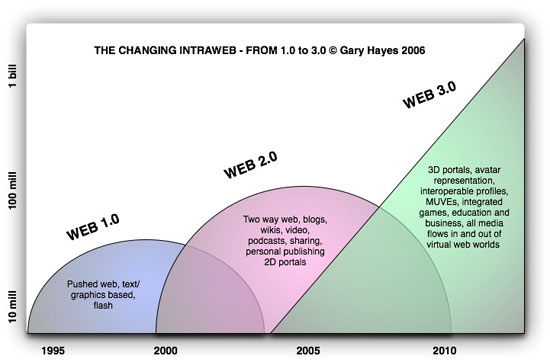 THE CHANGING INTRAWEB - FROM 1.0 to 3.0 © Gary Hayes 2006
1 bill
100 mill
10 mill
WEB 1.0
Pushed web, text/
graphics based,
flash
WEB 2.0
Two way web, blogs,
wikis, video,
podcasts, sharing,
personal publishing
2D portals
WEB 3.0
3D portals, avatar
representation,
interoperable profiles,
MUVEs, integrated
games, education and
business, all media
flows in and out of
virtual web worlds
1995
2000
2005
2010